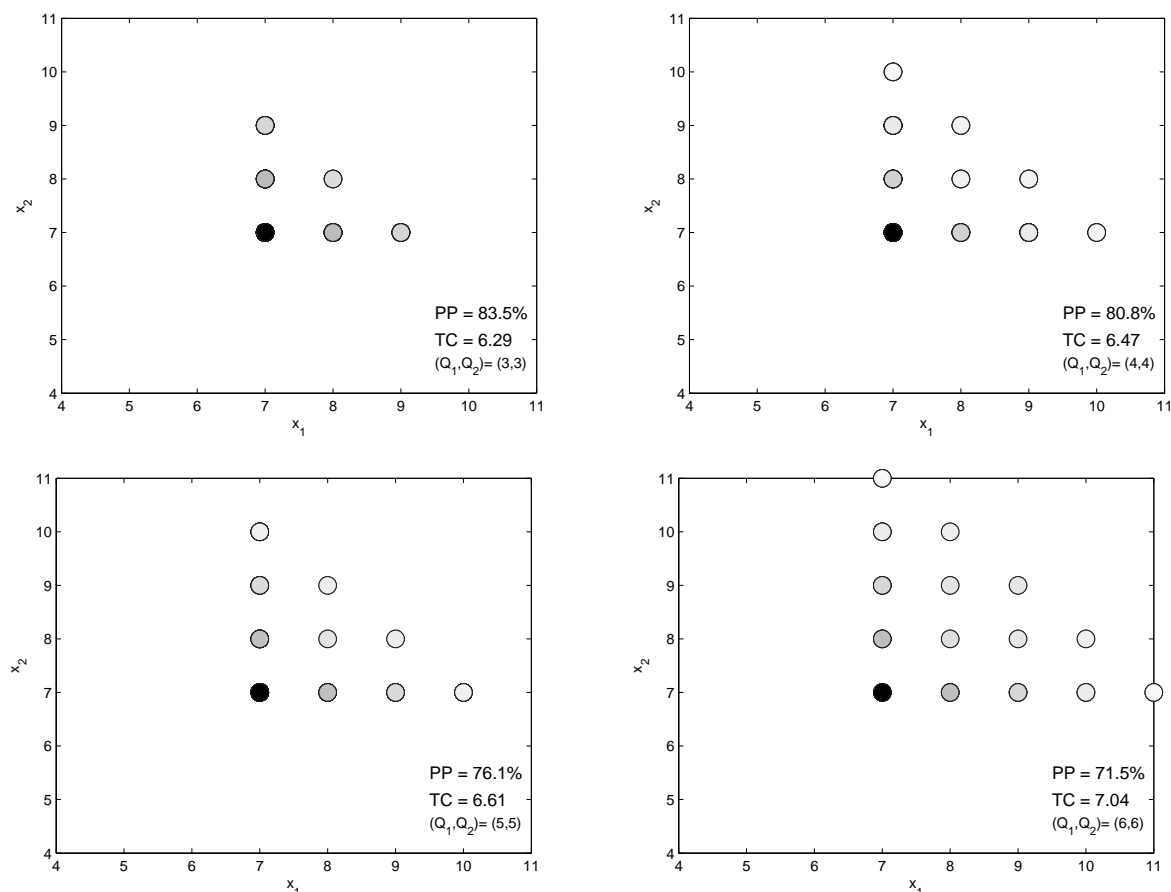 11
10
9
8
7
6
5
4
x2
4 5 6 7 8 9 10 11
x1
PP = 83.5%
TC = 6.29
(Q1,Q2)= (3,3)
11
10
9
8
7
6
5
4
x2
4 5 6 7 8 9 10 11
x1
PP = 80.8%
TC = 6.47
(Q1,Q2)= (4,4)
11
10
9
8
7
6
5
4
x2
4 5 6 7 8 9 10 11
x1
PP = 76.1%
TC = 6.61
(Q1,Q2)= (5,5)
11
10
9
8
7
6
5
4
x2
4 5 6 7 8 9 10 11
x1
PP = 71.5%
TC = 7.04
(Q1,Q2)= (6,6)